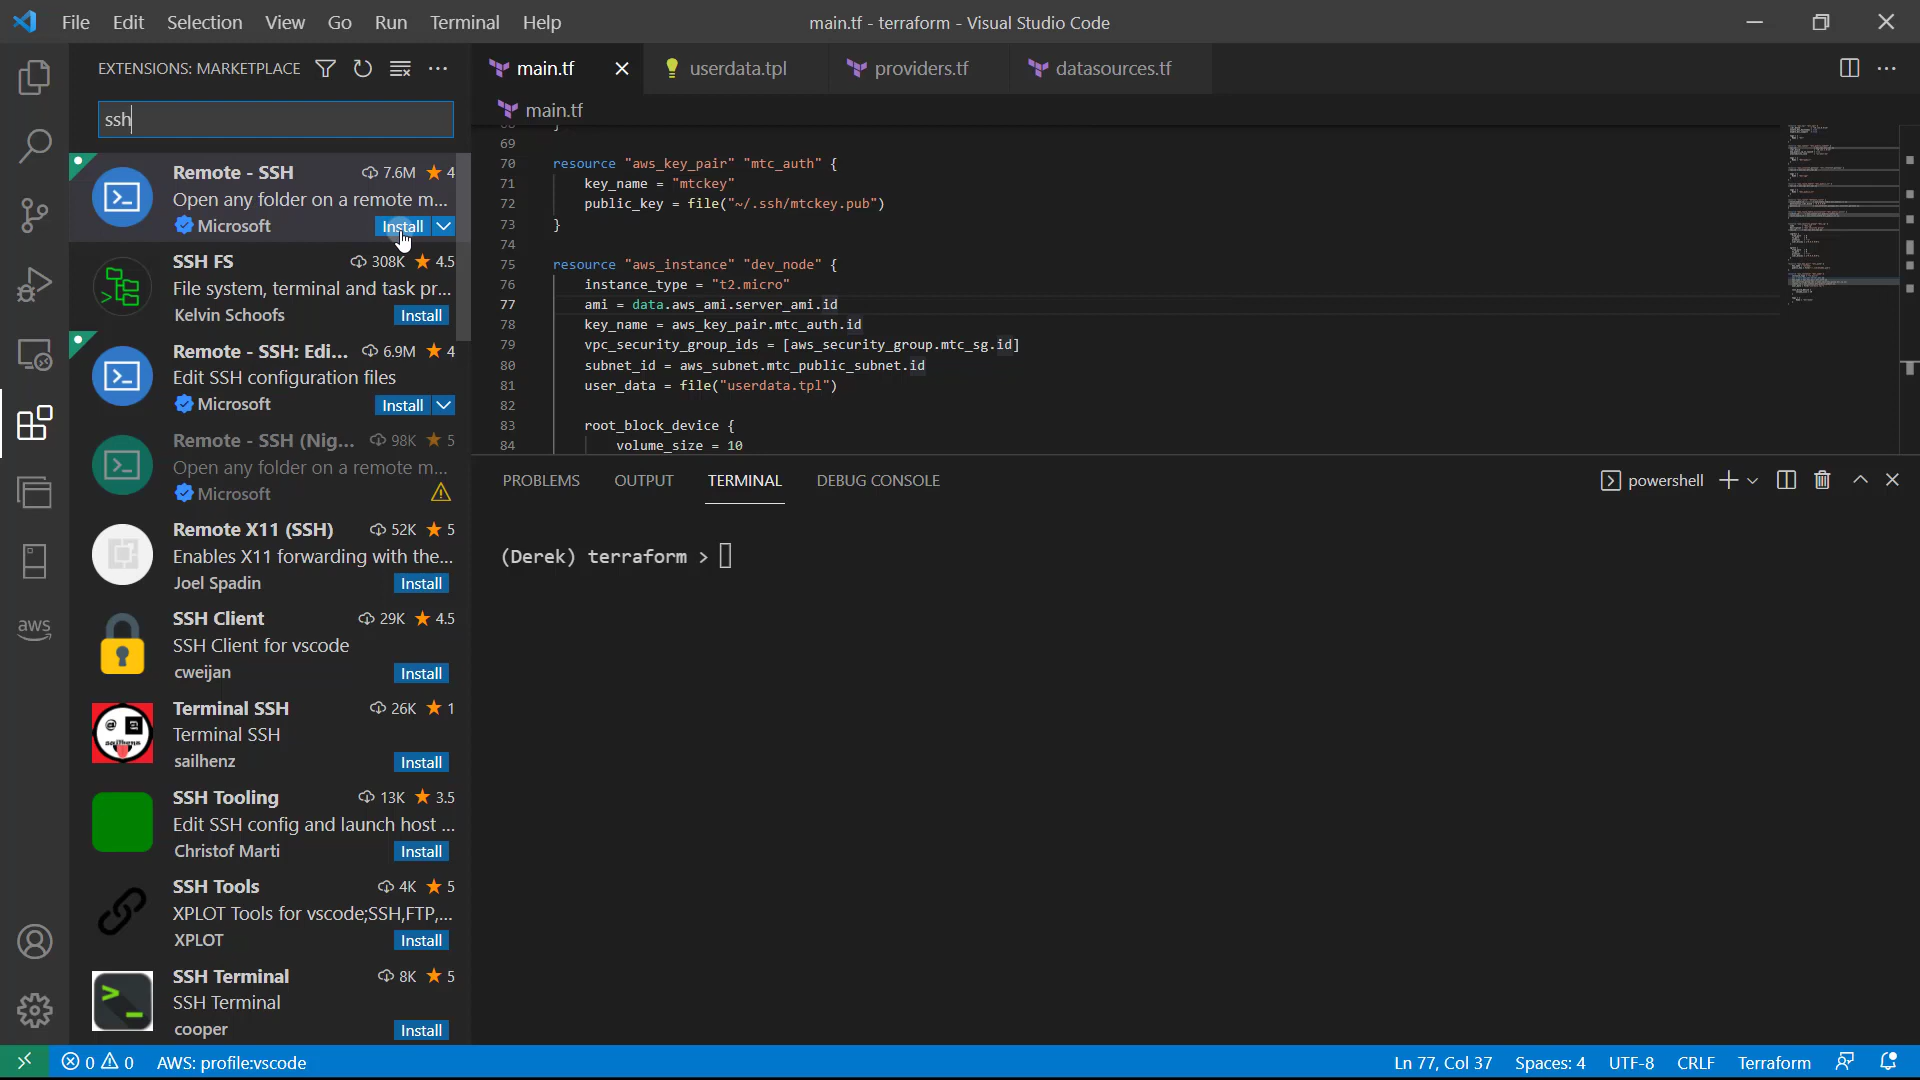 File Edit Selection View Go Run Terminal Help
main.tf - terraform - Visual Studio Code
EXTENSIONS: MARKETPLACE
ssh
Remote - SSH 7.6M 4
Open any folder on a remote m...
Microsoft Install
SSH FS 308K 4.5
File system, terminal and task pr...
Kelvin Schoofs Install
Remote - SSH: Edi... 6.9M 4
Edit SSH configuration files
Microsoft Install
Remote - SSH (Nig... 98K 5
Open any folder on a remote m...
Microsoft
Remote X11 (SSH) 52K 5
Enables X11 forwarding with the...
Joel Spadin Install
SSH Client 29K 4.5
SSH Client for vscode
cweijan Install
Terminal SSH 26K 1
Terminal SSH
sailhenz Install
SSH Tooling 13K 3.5
Edit SSH config and launch host ...
Christof Marti Install
SSH Tools 4K 5
XPLOT Tools for vscode;SSH,FTP,...
XPLOT Install
SSH Terminal 8K 5
SSH Terminal
cooper Install
aws
main.tf userdata.tpl providers.tf datasources.tf
main.tf
69
70 resource "aws_key_pair" "mtc_auth" {
71 key_name = "mtckey"
72 public_key = file("~/.ssh/mtckey.pub")
73 }
74
75 resource "aws_instance" "dev_node" {
76 instance_type = "t2.micro"
77 ami = data.aws_ami.server_ami.id
78 key_name = aws_key_pair.mtc_auth.id
79 vpc_security_group_ids = [aws_security_group.mtc_sg.id]
80 subnet_id = aws_subnet.mtc_public_subnet.id
81 user_data = file("userdata.tpl")
82
83 root_block_device {
84 volume_size = 10
PROBLEMS OUTPUT TERMINAL DEBUG CONSOLE
powershell
(Derek) terraform >
0 0 AWS: profile:vscode
Ln 77, Col 37 Spaces: 4 UTF-8 CRLF Terraform